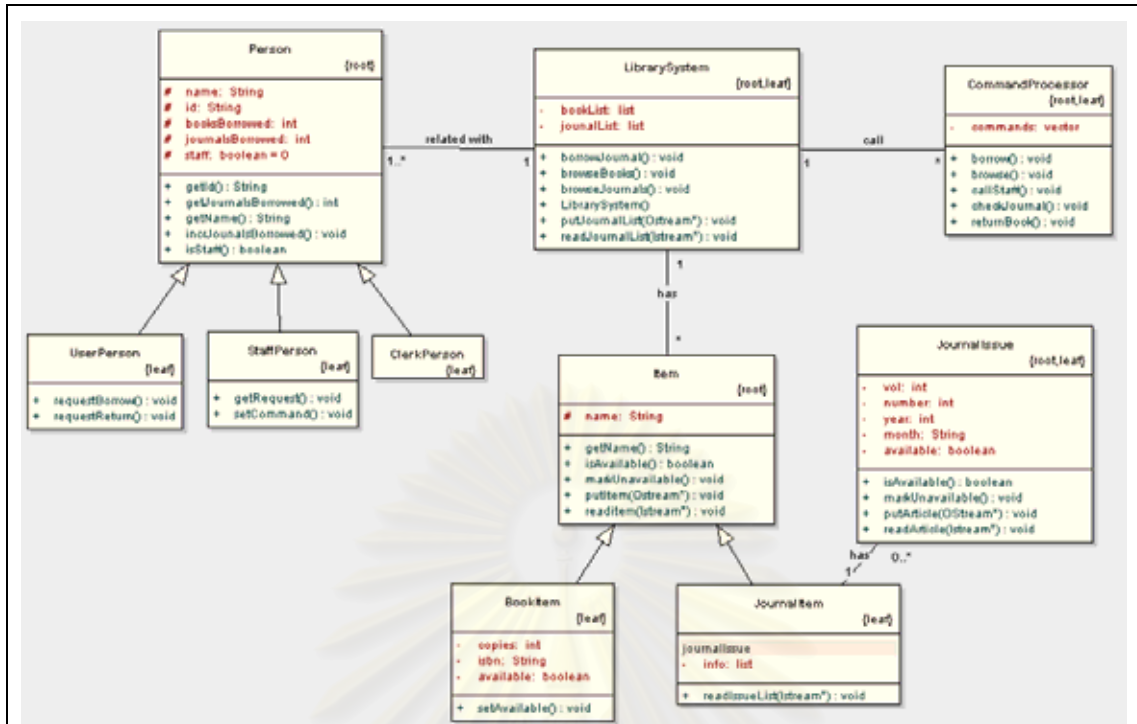 Person
{root}
# name: String
# id: String
# booksBorrowed: int
# journalsBorrowed: int
# staff: boolean = 0
+ getId() : String
+ getJournalsBorrowed() : int
+ getName() : String
+ incJounalsBorrowed() : void
+ isStaff() : boolean
1..*
related with
1
LibrarySystem
{root,leaf}
- bookList: list
- jounalList: list
+ borrowJournal() : void
+ browseBooks() : void
+ browseJournals() : void
+ LibrarySystem()
+ putJournalList(Ostream*) : void
+ readJournalList(Istream*) : void
1
call
*
CommandProcessor
{root,leaf}
- commands: vector
+ borrow() : void
+ browse() : void
+ callStaff() : void
+ checkJournal() : void
+ returnBook() : void
1
has
*
UserPerson
{leaf}
+ requestBorrow() : void
+ requestReturn() : void
StaffPerson
{leaf}
+ getRequest() : void
+ setCommand() : void
ClerkPerson
{leaf}
Item
{root}
# name: String
+ getName() : String
+ isAvailable() : boolean
+ markUnavailable() : void
+ putItem(Ostream*) : void
+ readItem(Istream*) : void
JournalIssue
{root,leaf}
- vol: int
- number: int
- year: int
- month: String
- available: boolean
+ isAvailable() : boolean
+ markUnavailable() : void
+ putArticle(OStream*) : void
+ readArticle(Istream*) : void
has
1
0..*
BookItem
{leaf}
- copies: int
- isbn: String
- available: boolean
+ setAvailable() : void
JournalItem
{leaf}
journalIssue
- info: list
+ readIssueList(Istream*) : void